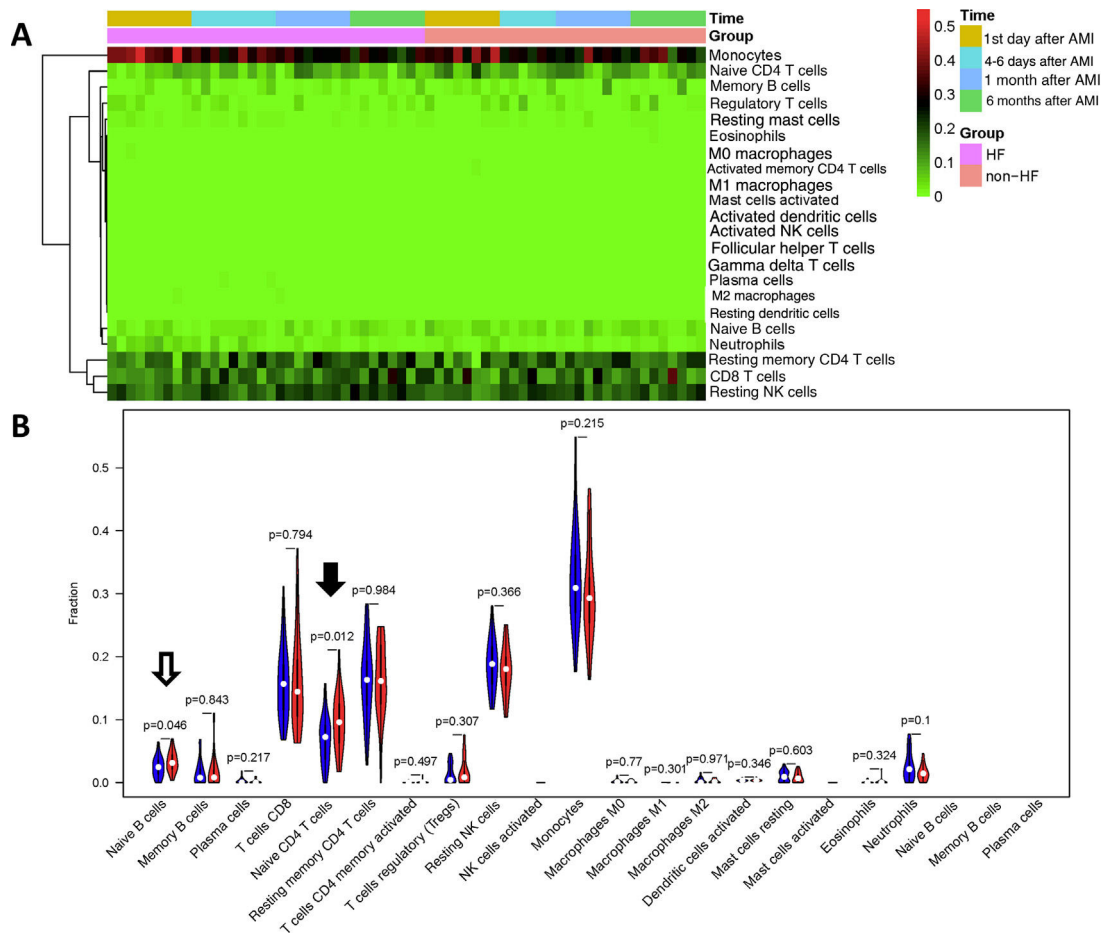 A
Time
Group
Monocytes
Naive CD4 T cells
Memory B cells
Regulatory T cells
Resting mast cells
Eosinophils
M0 macrophages
Activated memory CD4 T cells
M1 macrophages
Mast cells activated
Activated dendritic cells
Activated NK cells
Follicular helper T cells
Gamma delta T cells
Plasma cells
M2 macrophages
Resting dendritic cells
Naive B cells
Neutrophils
Resting memory CD4 T cells
CD8 T cells
Resting NK cells
0.5
0.4
0.3
0.2
0.1
0
Time
1st day after AMI
4-6 days after AMI
1 month after AMI
6 months after AMI
Group
HF
non-HF
B
Fraction
0.5
0.4
0.3
0.2
0.1
0.0
p=0.046
p=0.843
p=0.217
p=0.794
p=0.012
p=0.984
p=0.497
p=0.307
p=0.366
p=0.215
p=0.77
p=0.301
p=0.971
p=0.346
p=0.603
p=0.324
p=0.1
Naive B cells
Memory B cells
Plasma cells
T cells CD8
Naive CD4 T cells
Resting memory CD4 T cells
T cells CD4 memory activated
T cells regulatory (Tregs)
Resting NK cells
NK cells activated
Monocytes
Macrophages M0
Macrophages M1
Macrophages M2
Dendritic cells activated
Mast cells resting
Mast cells activated
Eosinophils
Neutrophils
Naive B cells
Memory B cells
Plasma cells